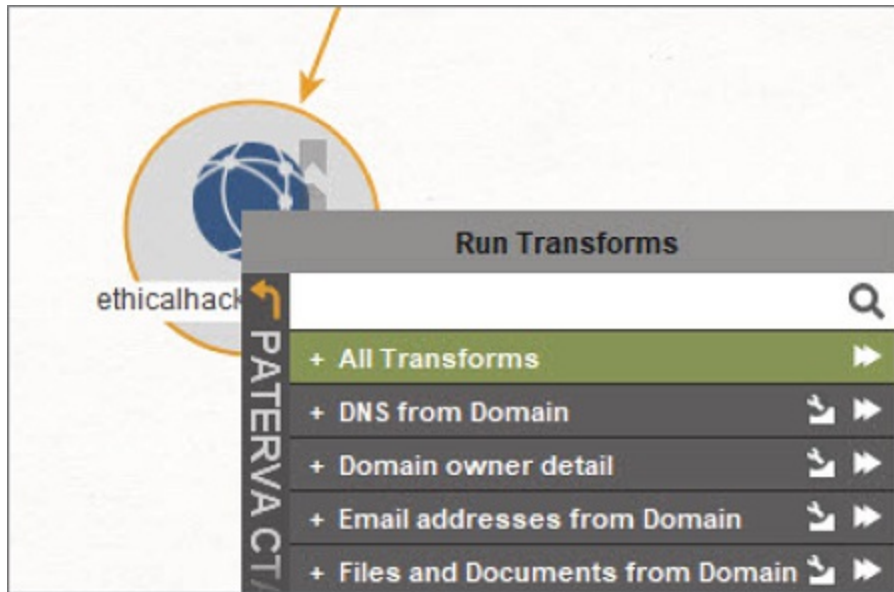 Run Transforms
ethicalhack
PATERVA CTA
+ All Transforms
+ DNS from Domain
+ Domain owner detail
+ Email addresses from Domain
+ Files and Documents from Domain